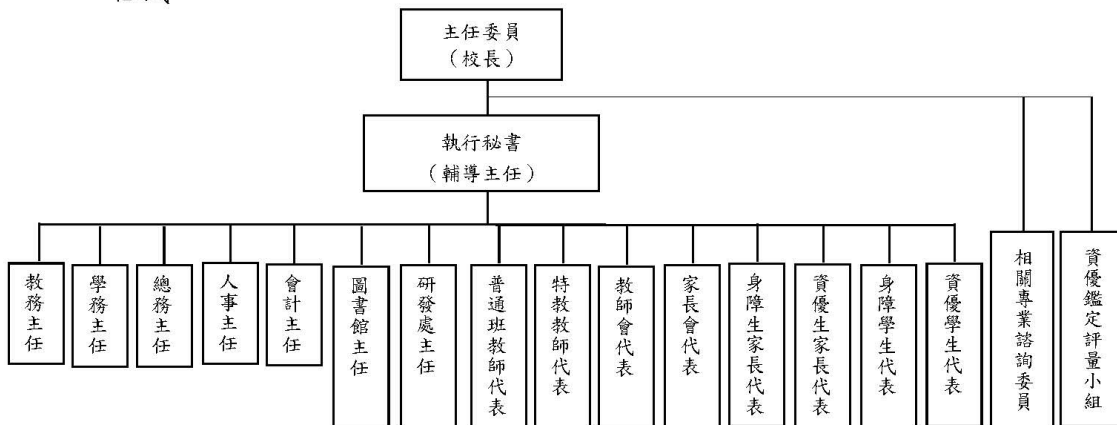 主任委員
(校長)
執行秘書
(輔導主任)
教務主任
學務主任
總務主任
人事主任
會計主任
圖書館主任
研發處主任
普通班教師代表
特教教師代表
教師會代表
家長會代表
身障生家長代表
資優生家長代表
身障學生代表
資優學生代表
相關專業諮詢委員
資優鑑定評量小組